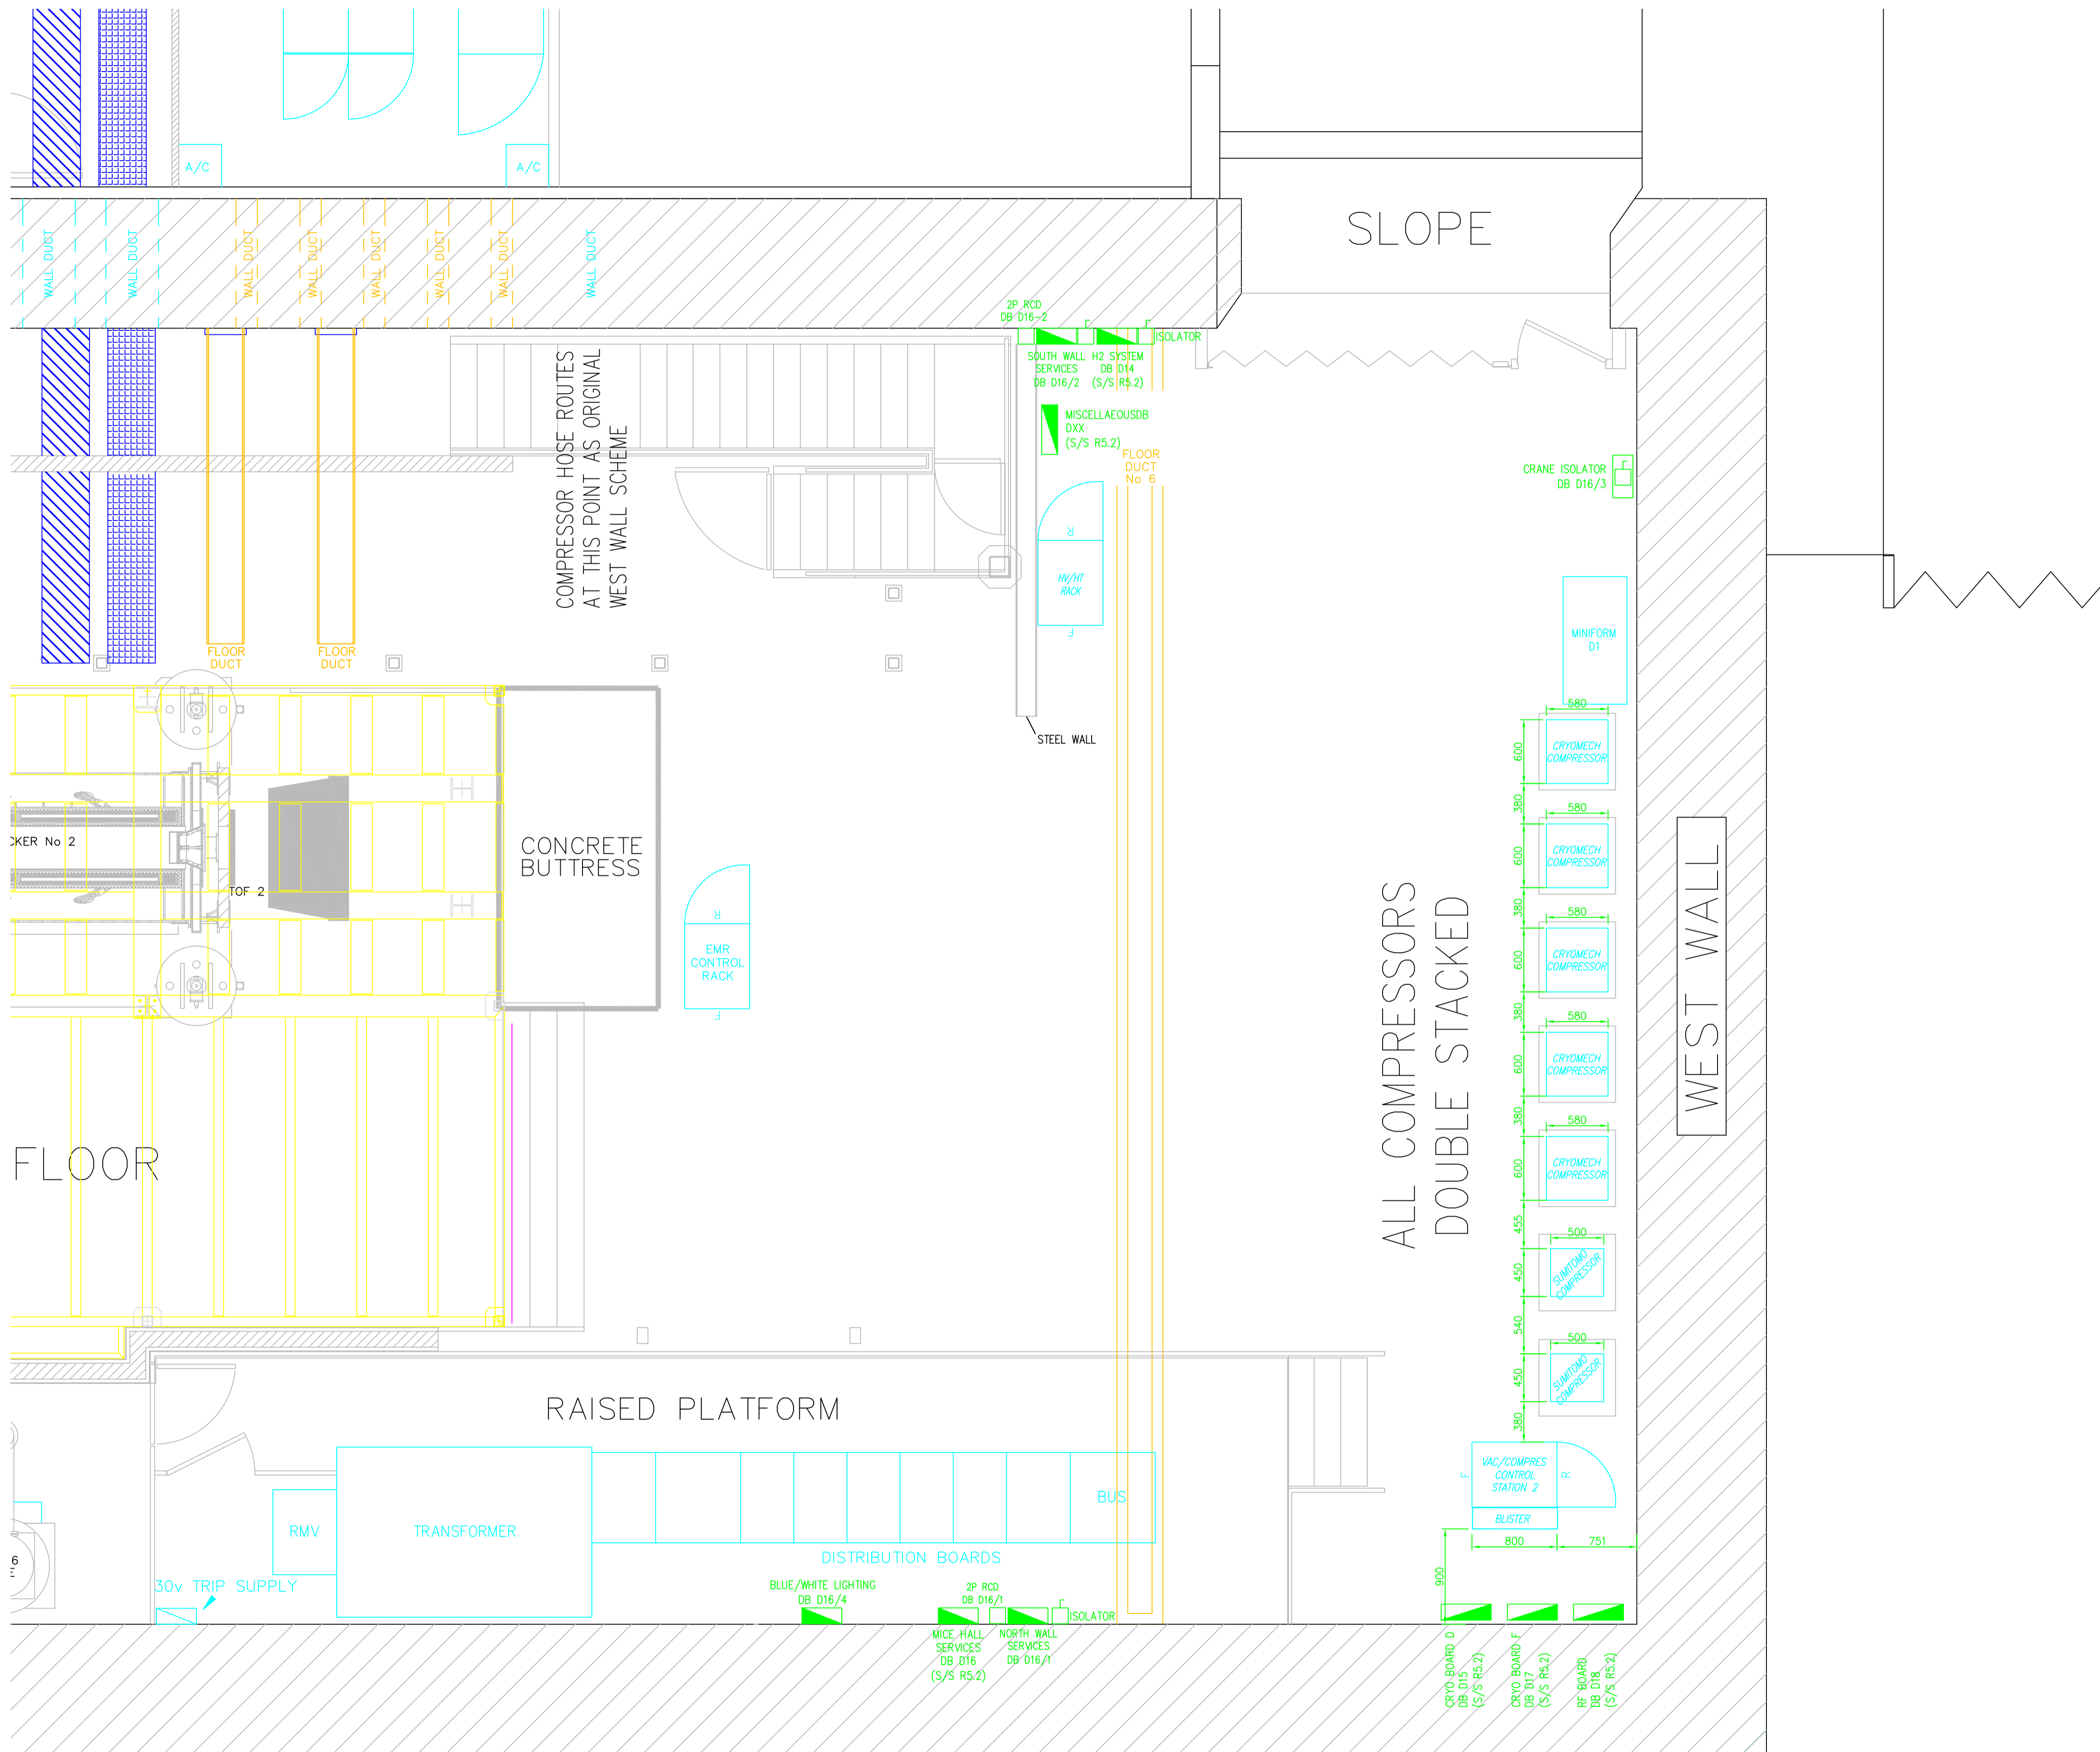 A/C
A/C
SLOPE
WALL DUCT
WALL DUCT
WALL DUCT
WALL DUCT
WALL DUCT
WALL DUCT
WALL DUCT
WALL DUCT
2P RCD
DB D16-2
ISOLATOR
SOUTH WALL
SERVICES
DB D16/2
H2 SYSTEM
DB D14
(S/S R5.2)
MISCELLAEOUSDB
DXX
(S/S R5.2)
FLOOR
DUCT
No 6
CRANE ISOLATOR
DB D16/3
COMPRESSOR HOSE ROUTES
AT THIS POINT AS ORIGINAL
WEST WALL SCHEME
R
HV/HT
RACK
F
MINIFORM
D1
FLOOR
DUCT
FLOOR
DUCT
STEEL WALL
580
600
CRYOMECH
COMPRESSOR
380
580
600
CRYOMECH
COMPRESSOR
380
580
600
CRYOMECH
COMPRESSOR
380
580
600
CRYOMECH
COMPRESSOR
380
580
600
CRYOMECH
COMPRESSOR
455
500
450
SUMITOMO
COMPRESSOR
540
500
450
SUMITOMO
COMPRESSOR
380
CKER No 2
TOF 2
CONCRETE
BUTTRESS
R
EMR
CONTROL
RACK
F
ALL COMPRESSORS
DOUBLE STACKED
WEST WALL
FLOOR
RAISED PLATFORM
F
VAC/COMPRES
CONTROL
STATION 2
R
BLISTER
800
751
900
RMV
TRANSFORMER
BUS
DISTRIBUTION BOARDS
6
E
30v TRIP SUPPLY
BLUE/WHITE LIGHTING
DB D16/4
2P RCD
DB D16/1
ISOLATOR
MICE HALL
SERVICES
DB D16
(S/S R5.2)
NORTH WALL
SERVICES
DB D16/1
CRYO BOARD D
DB D15
(S/S R5.2)
CRYO BOARD F
DB D17
(S/S R5.2)
RF BOARD
DB D18
(S/S R5.2)